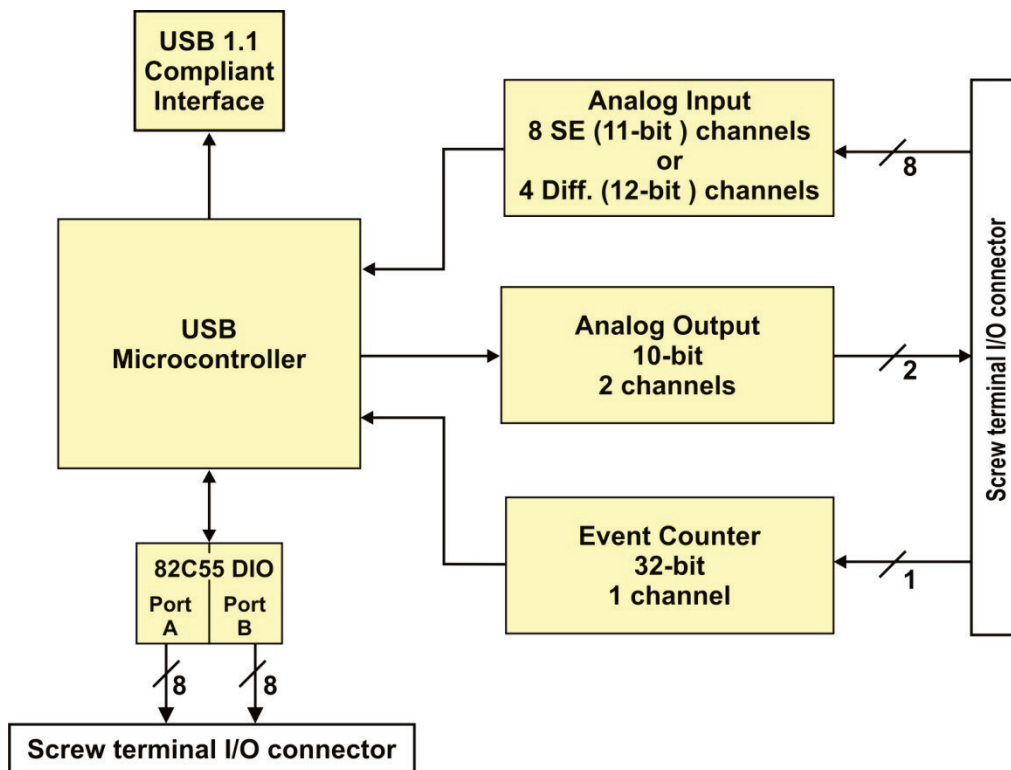 USB 1.1
Compliant
Interface
Analog Input
8 SE (11-bit ) channels
or
4 Diff. (12-bit ) channels
8
Screw terminal I/O connector
USB
Microcontroller
Analog Output
10-bit
2 channels
2
Event Counter
32-bit
1 channel
1
82C55 DIO
Port
A
Port
B
8
8
Screw terminal I/O connector